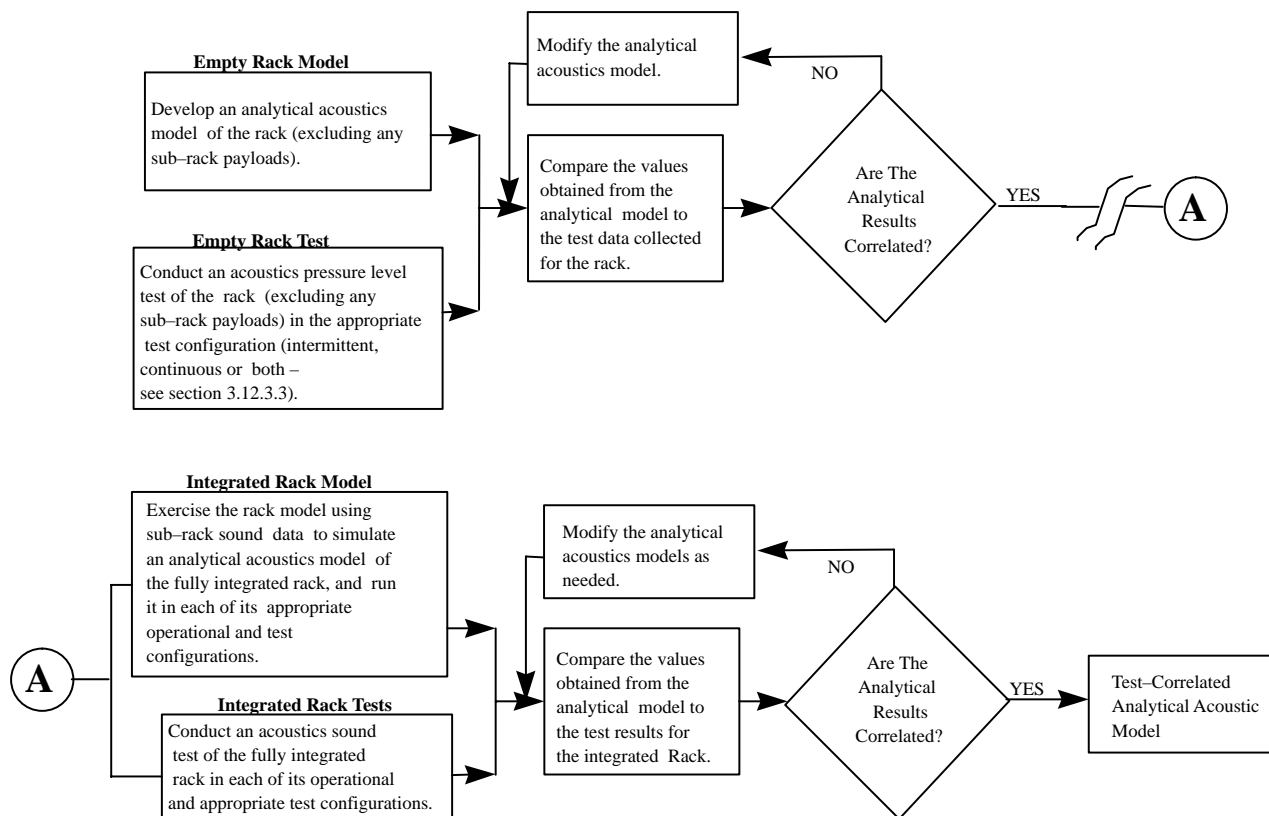 Empty Rack Model
Develop an analytical acoustics
model of the rack (excluding any
sub–rack payloads).
Empty Rack Test
Conduct an acoustics pressure level
test of the rack (excluding any
sub–rack payloads) in the appropriate
test configuration (intermittent,
continuous or both –
see section 3.12.3.3).
Modify the analytical
acoustics model.
Compare the values
obtained from the
analytical model to
the test data collected
for the rack.
NO
Are The
Analytical
Results
Correlated?
YES
A
A
Integrated Rack Model
Exercise the rack model using
sub–rack sound data to simulate
an analytical acoustics model of
the fully integrated rack, and run
it in each of its appropriate
operational and test
configurations.
Integrated Rack Tests
Conduct an acoustics sound
test of the fully integrated
rack in each of its operational
and appropriate test configurations.
Modify the analytical
acoustics models as
needed.
Compare the values
obtained from the
analytical model to
the test results for
the integrated Rack.
NO
Are The
Analytical
Results
Correlated?
YES
Test–Correlated
Analytical Acoustic
Model